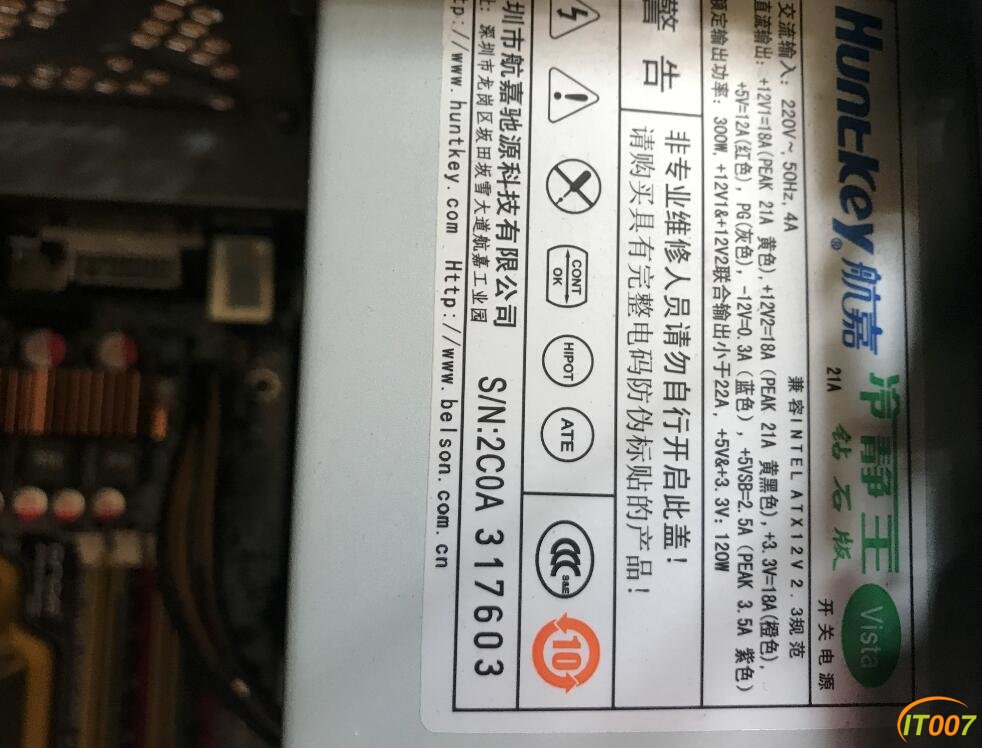 Huntkey®航嘉 冷静王 Vista
21A 钻石版 开关电源
兼容INTEL ATX12V 2.3规范
交流输入: 220V~, 50Hz, 4A
直流输出: +12V1=18A(PEAK 21A 黄色), +12V2=18A (PEAK 21A 黄黑色), +3.3V=18A(橙色),
+5V=12A(红色), PG(灰色), -12V=0.3A (蓝色), +5VSB=2.5A (PEAK 3.5A 紫色)
额定输出功率: 300W, +12V1&+12V2联合输出小于22A, +5V&+3.3V: 120W
警告
非专业维修人员请勿自行开启此盖!
请购买具有完整电码防伪标贴的产品!
CONT
OK
HIPOT
ATE
CCC
S&E
10
圳市航嘉驰源科技有限公司 S/N:2C0A 317603
址: 深圳市龙岗区坂田坂雪大道航嘉工业园
tp://www.huntkey.com Http://www.belson.com.cn
IT007